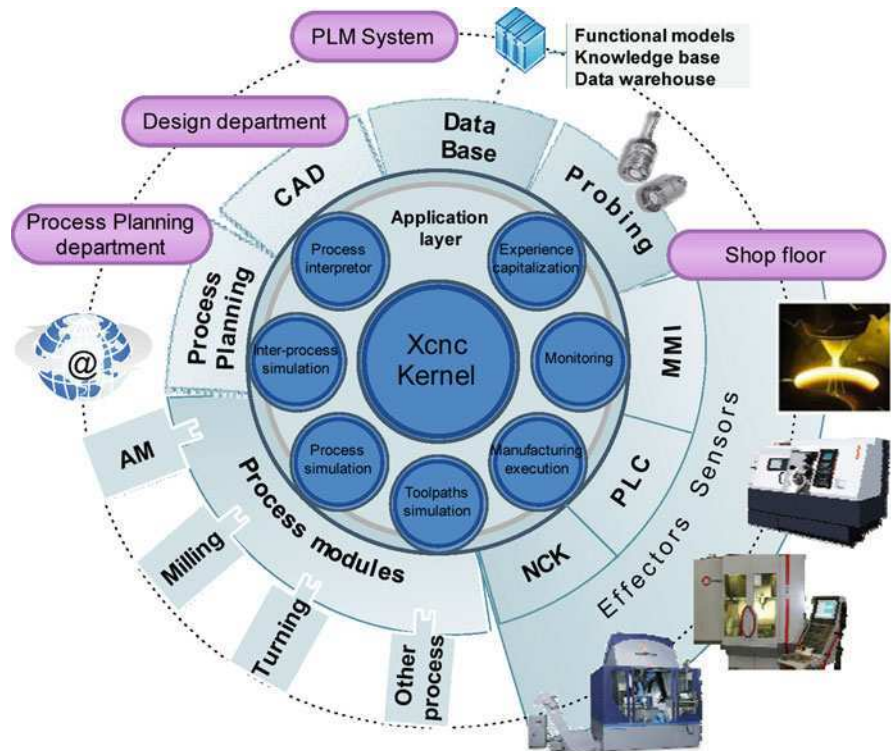 PLM System
Functional models
Knowledge base
Data warehouse
Design department
Data
Base
CAD
Probing
Process Planning
department
Application
layer
Process
interpretor
Experience
capitalization
Shop floor
Process
Planning
@
Inter-process
simulation
Xcnc
Kernel
Monitoring
MMI
AM
Process
simulation
Manufacturing
execution
Toolpaths
simulation
PLC
Process modules
NCK
Effectors Sensors
Milling
Turning
Other
process